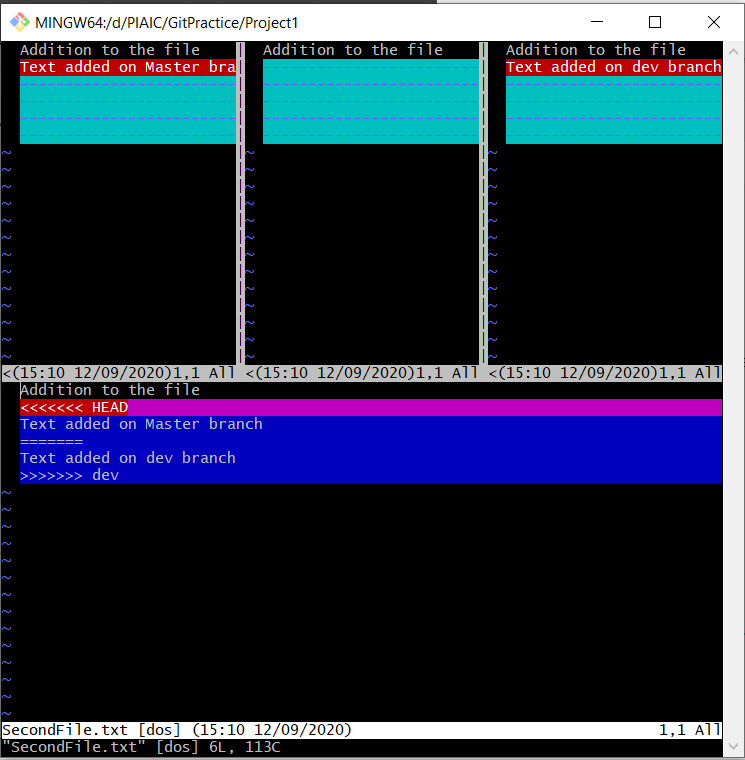 MINGW64:/d/PIAIC/GitPractice/Project1
Addition to the file
Text added on Master bra
Addition to the file
Addition to the file
Text added on dev branch
~
~
~
~
~
~
~
~
~
~
~
~
~
<(15:10 12/09/2020)1,1 All <(15:10 12/09/2020)1,1 All <(15:10 12/09/2020)1,1 All
Addition to the file
<<<<<<< HEAD
Text added on Master branch
=======
Text added on dev branch
>>>>>>> dev
~
~
~
~
~
~
~
~
~
~
~
~
~
~
SecondFile.txt [dos] (15:10 12/09/2020) 1,1 All
"SecondFile.txt" [dos] 6L, 113C